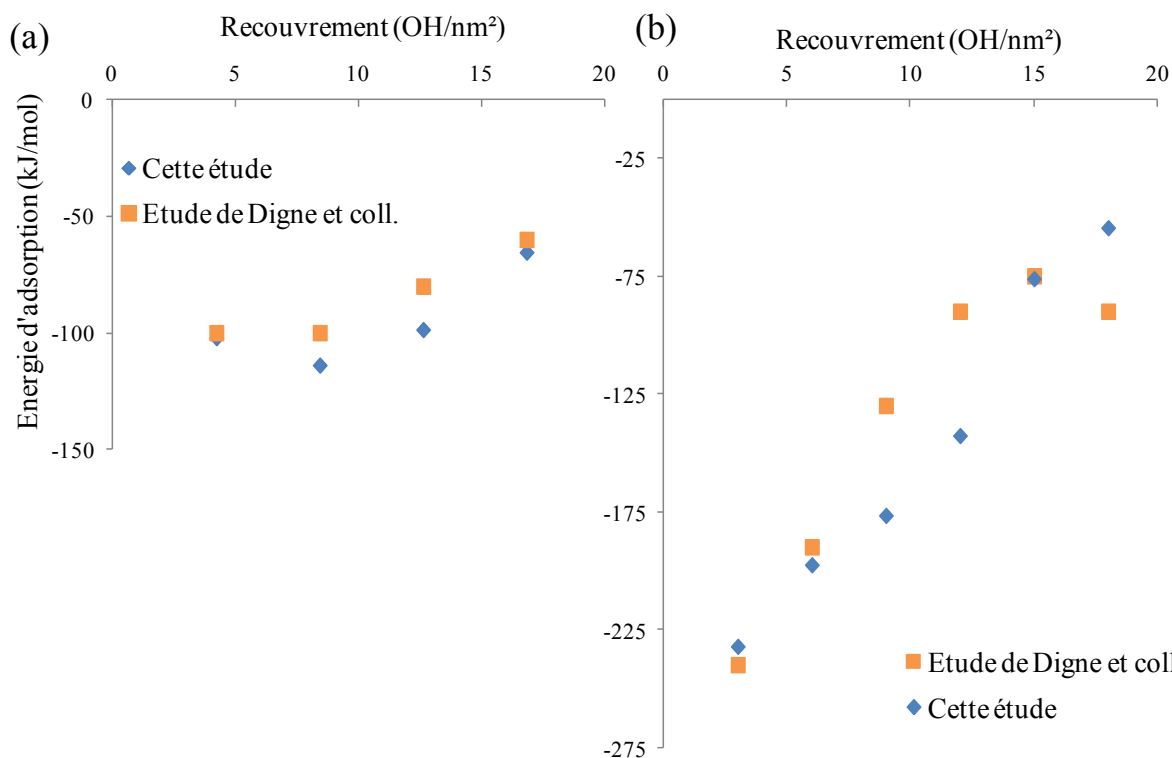 (a)
Recouvrement (OH/nm²)
0 5 10 15 20
0
-50
-100
-150
Energie d'adsorption (kJ/mol)
Cette étude
Etude de Digne et coll.
(b)
Recouvrement (OH/nm²)
0 5 10 15 20
-25
-75
-125
-175
-225
-275
Etude de Digne et coll
Cette étude